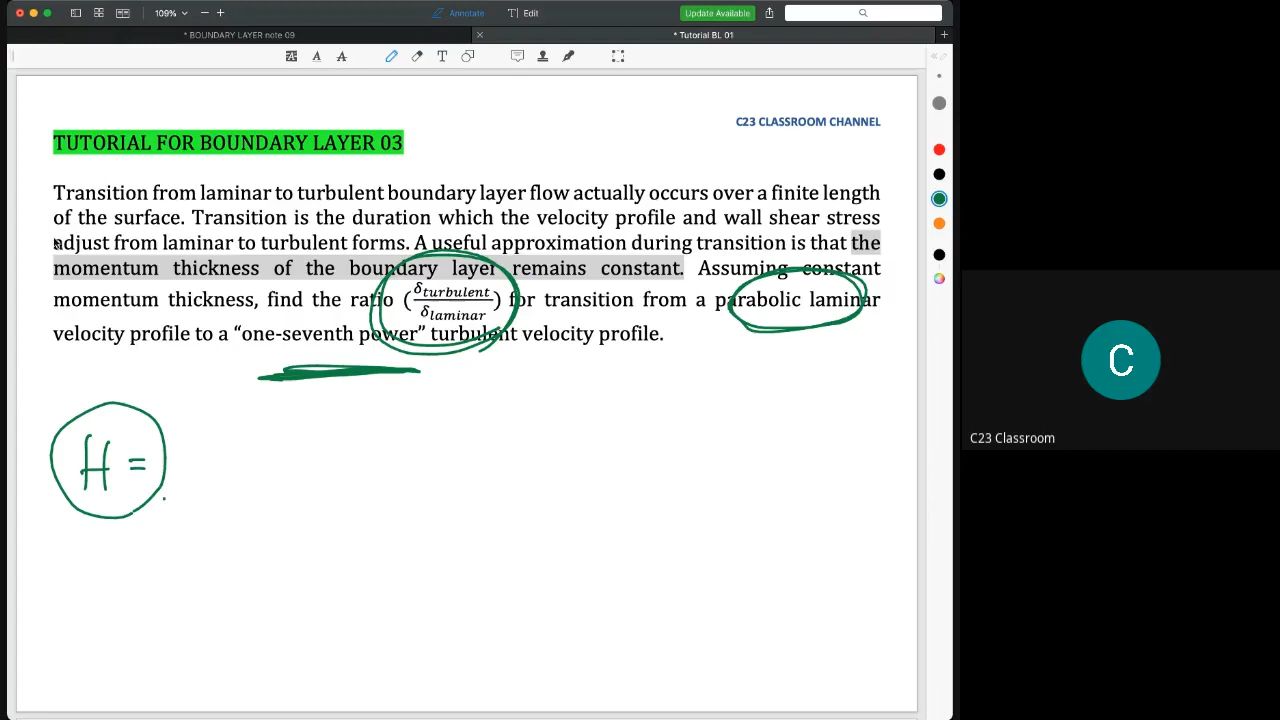 109%
Annotate
Edit
Update Available
* BOUNDARY LAYER note 09
* Tutorial BL 01
C23 CLASSROOM CHANNEL
TUTORIAL FOR BOUNDARY LAYER 03
Transition from laminar to turbulent boundary layer flow actually occurs over a finite length
of the surface. Transition is the duration which the velocity profile and wall shear stress
adjust from laminar to turbulent forms. A useful approximation during transition is that the
momentum thickness of the boundary layer remains constant. Assuming constant
momentum thickness, find the ratio (δturbulent/δlaminar) for transition from a parabolic laminar
velocity profile to a “one-seventh power” turbulent velocity profile.
H =
C
C23 Classroom